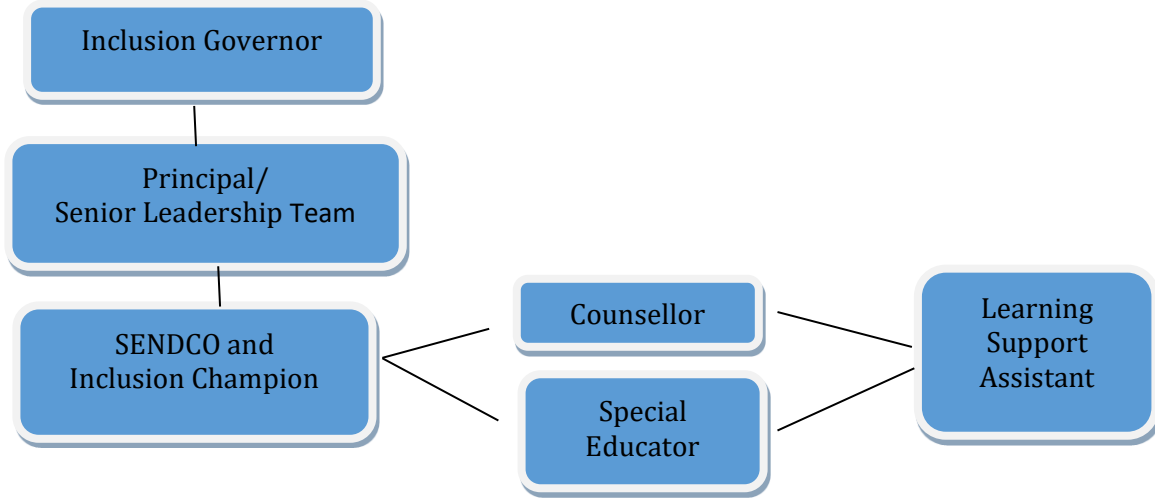 Inclusion Governor
Principal/
Senior Leadership Team
SENDCO and
Inclusion Champion
Counsellor
Special
Educator
Learning
Support
Assistant